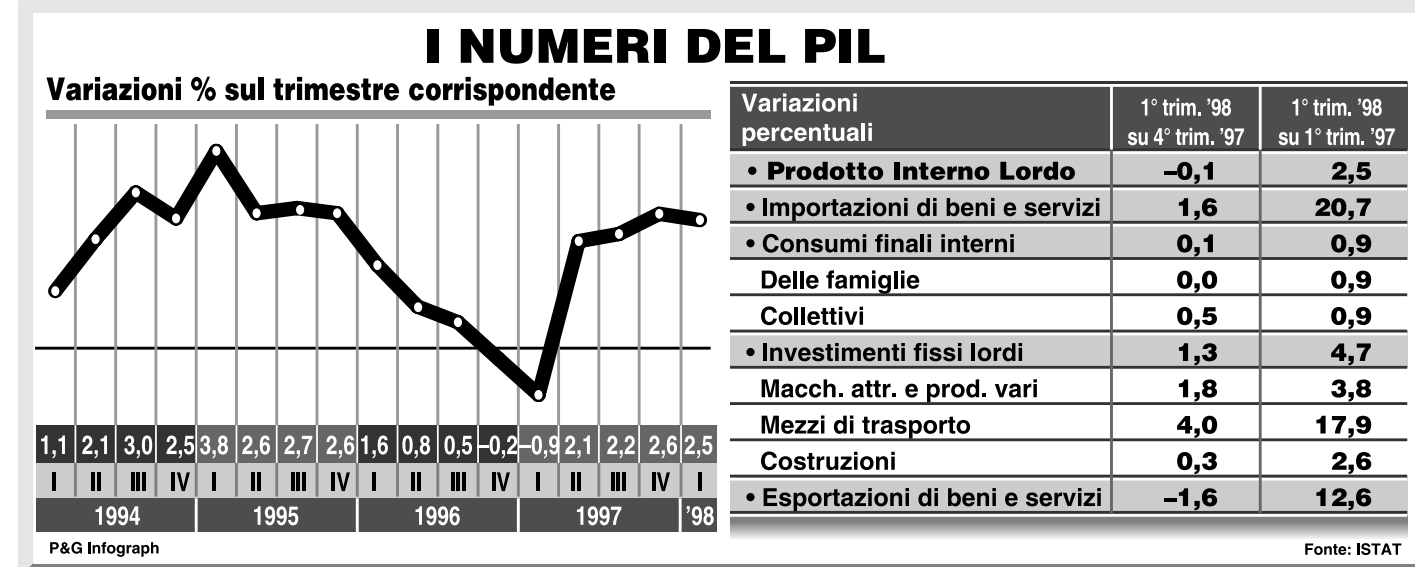 I NUMERI DEL PIL
Variazioni % sul trimestre corrispondente
1,1 2,1 3,0 2,5 3,8 2,6 2,7 2,6 1,6 0,8 0,5 –0,2 –0,9 2,1 2,2 2,6 2,5
I II III IV I II III IV I II III IV I II III IV I
1994 1995 1996 1997 '98
P&G Infograph
Variazioni
percentuali
1° trim. '98
su 4° trim. '97
1° trim. '98
su 1° trim. '97
• Prodotto Interno Lordo –0,1 2,5
• Importazioni di beni e servizi 1,6 20,7
• Consumi finali interni 0,1 0,9
Delle famiglie 0,0 0,9
Collettivi 0,5 0,9
• Investimenti fissi lordi 1,3 4,7
Macch. attr. e prod. vari 1,8 3,8
Mezzi di trasporto 4,0 17,9
Costruzioni 0,3 2,6
• Esportazioni di beni e servizi –1,6 12,6
Fonte: ISTAT